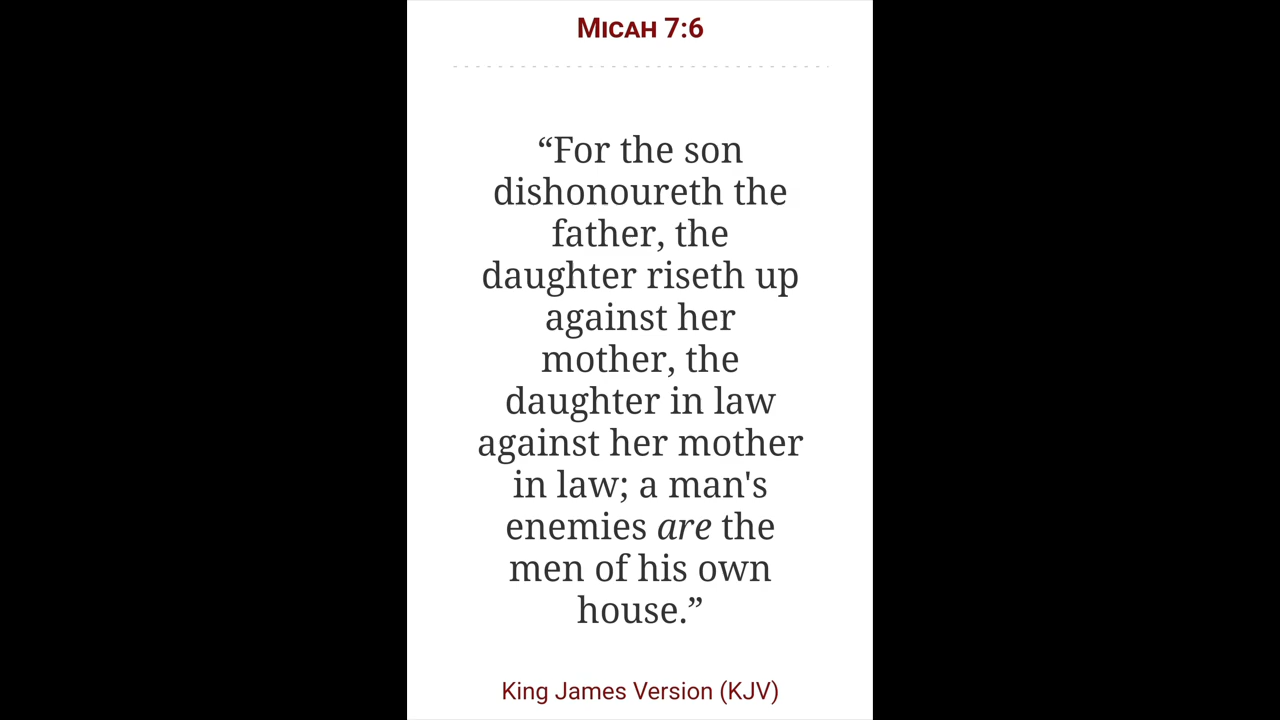 Micah 7:6
“For the son
dishonoureth the
father, the
daughter riseth up
against her
mother, the
daughter in law
against her mother
in law; a man's
enemies are the
men of his own
house.”
King James Version (KJV)